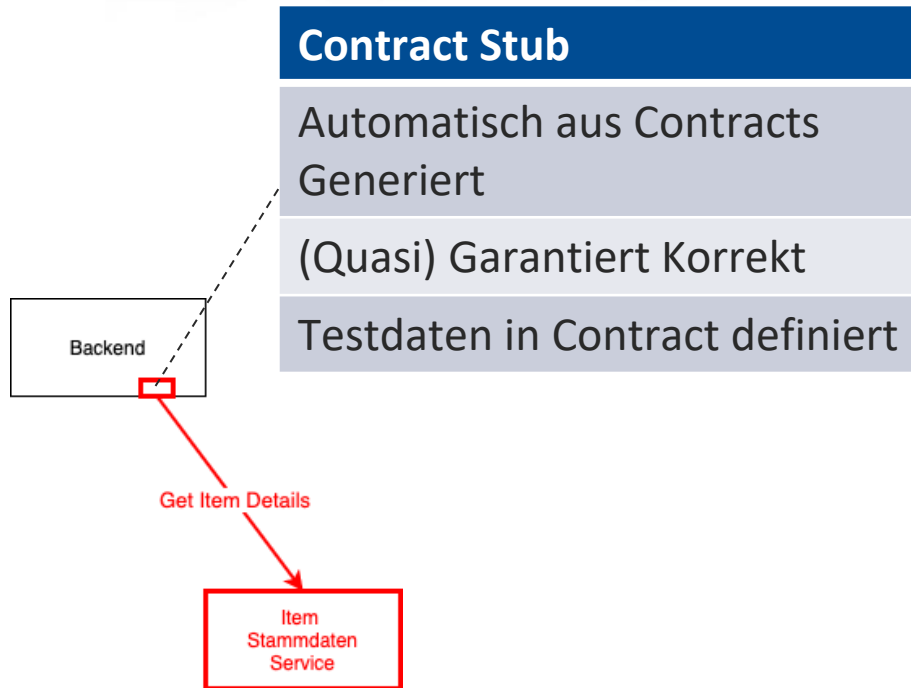 Contract Stub
Automatisch aus Contracts
Generiert
(Quasi) Garantiert Korrekt
Testdaten in Contract definiert
Backend
Get Item Details
Item
Stammdaten
Service